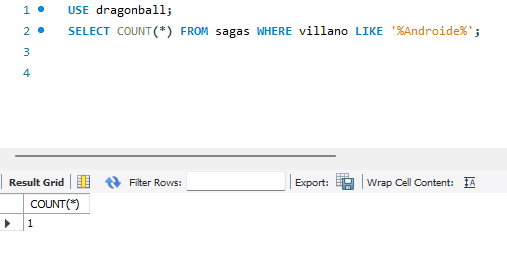 1 USE dragonball;
2 SELECT COUNT(*) FROM sagas WHERE villano LIKE '%Androide%';
3
4
Result Grid Filter Rows: Export: Wrap Cell Content:
COUNT(*)
1